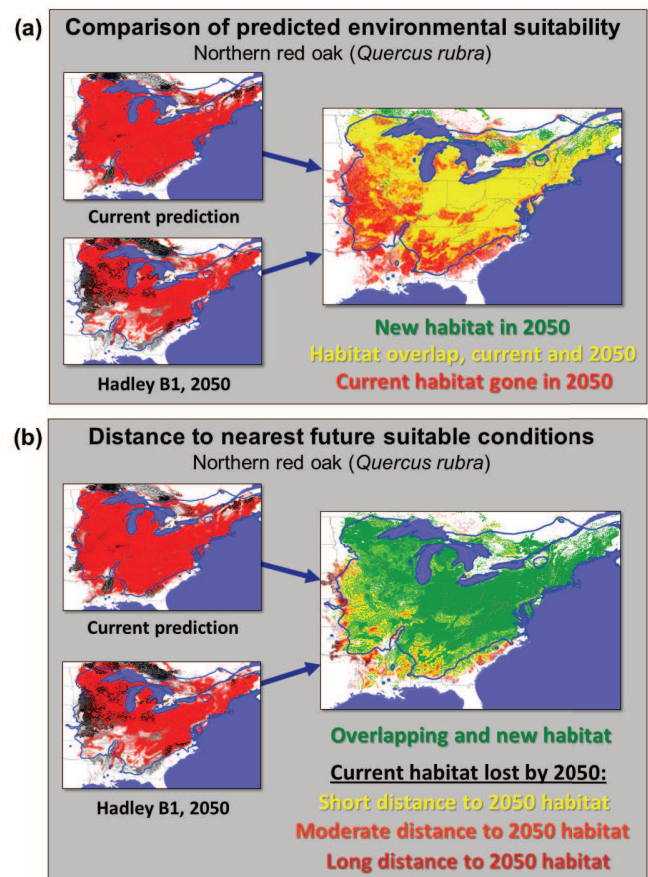 (a)
Comparison of predicted environmental suitability
Northern red oak (Quercus rubra)
Current prediction
Hadley B1, 2050
New habitat in 2050
Habitat overlap, current and 2050
Current habitat gone in 2050
(b)
Distance to nearest future suitable conditions
Northern red oak (Quercus rubra)
Current prediction
Hadley B1, 2050
Overlapping and new habitat
Current habitat lost by 2050:
Short distance to 2050 habitat
Moderate distance to 2050 habitat
Long distance to 2050 habitat